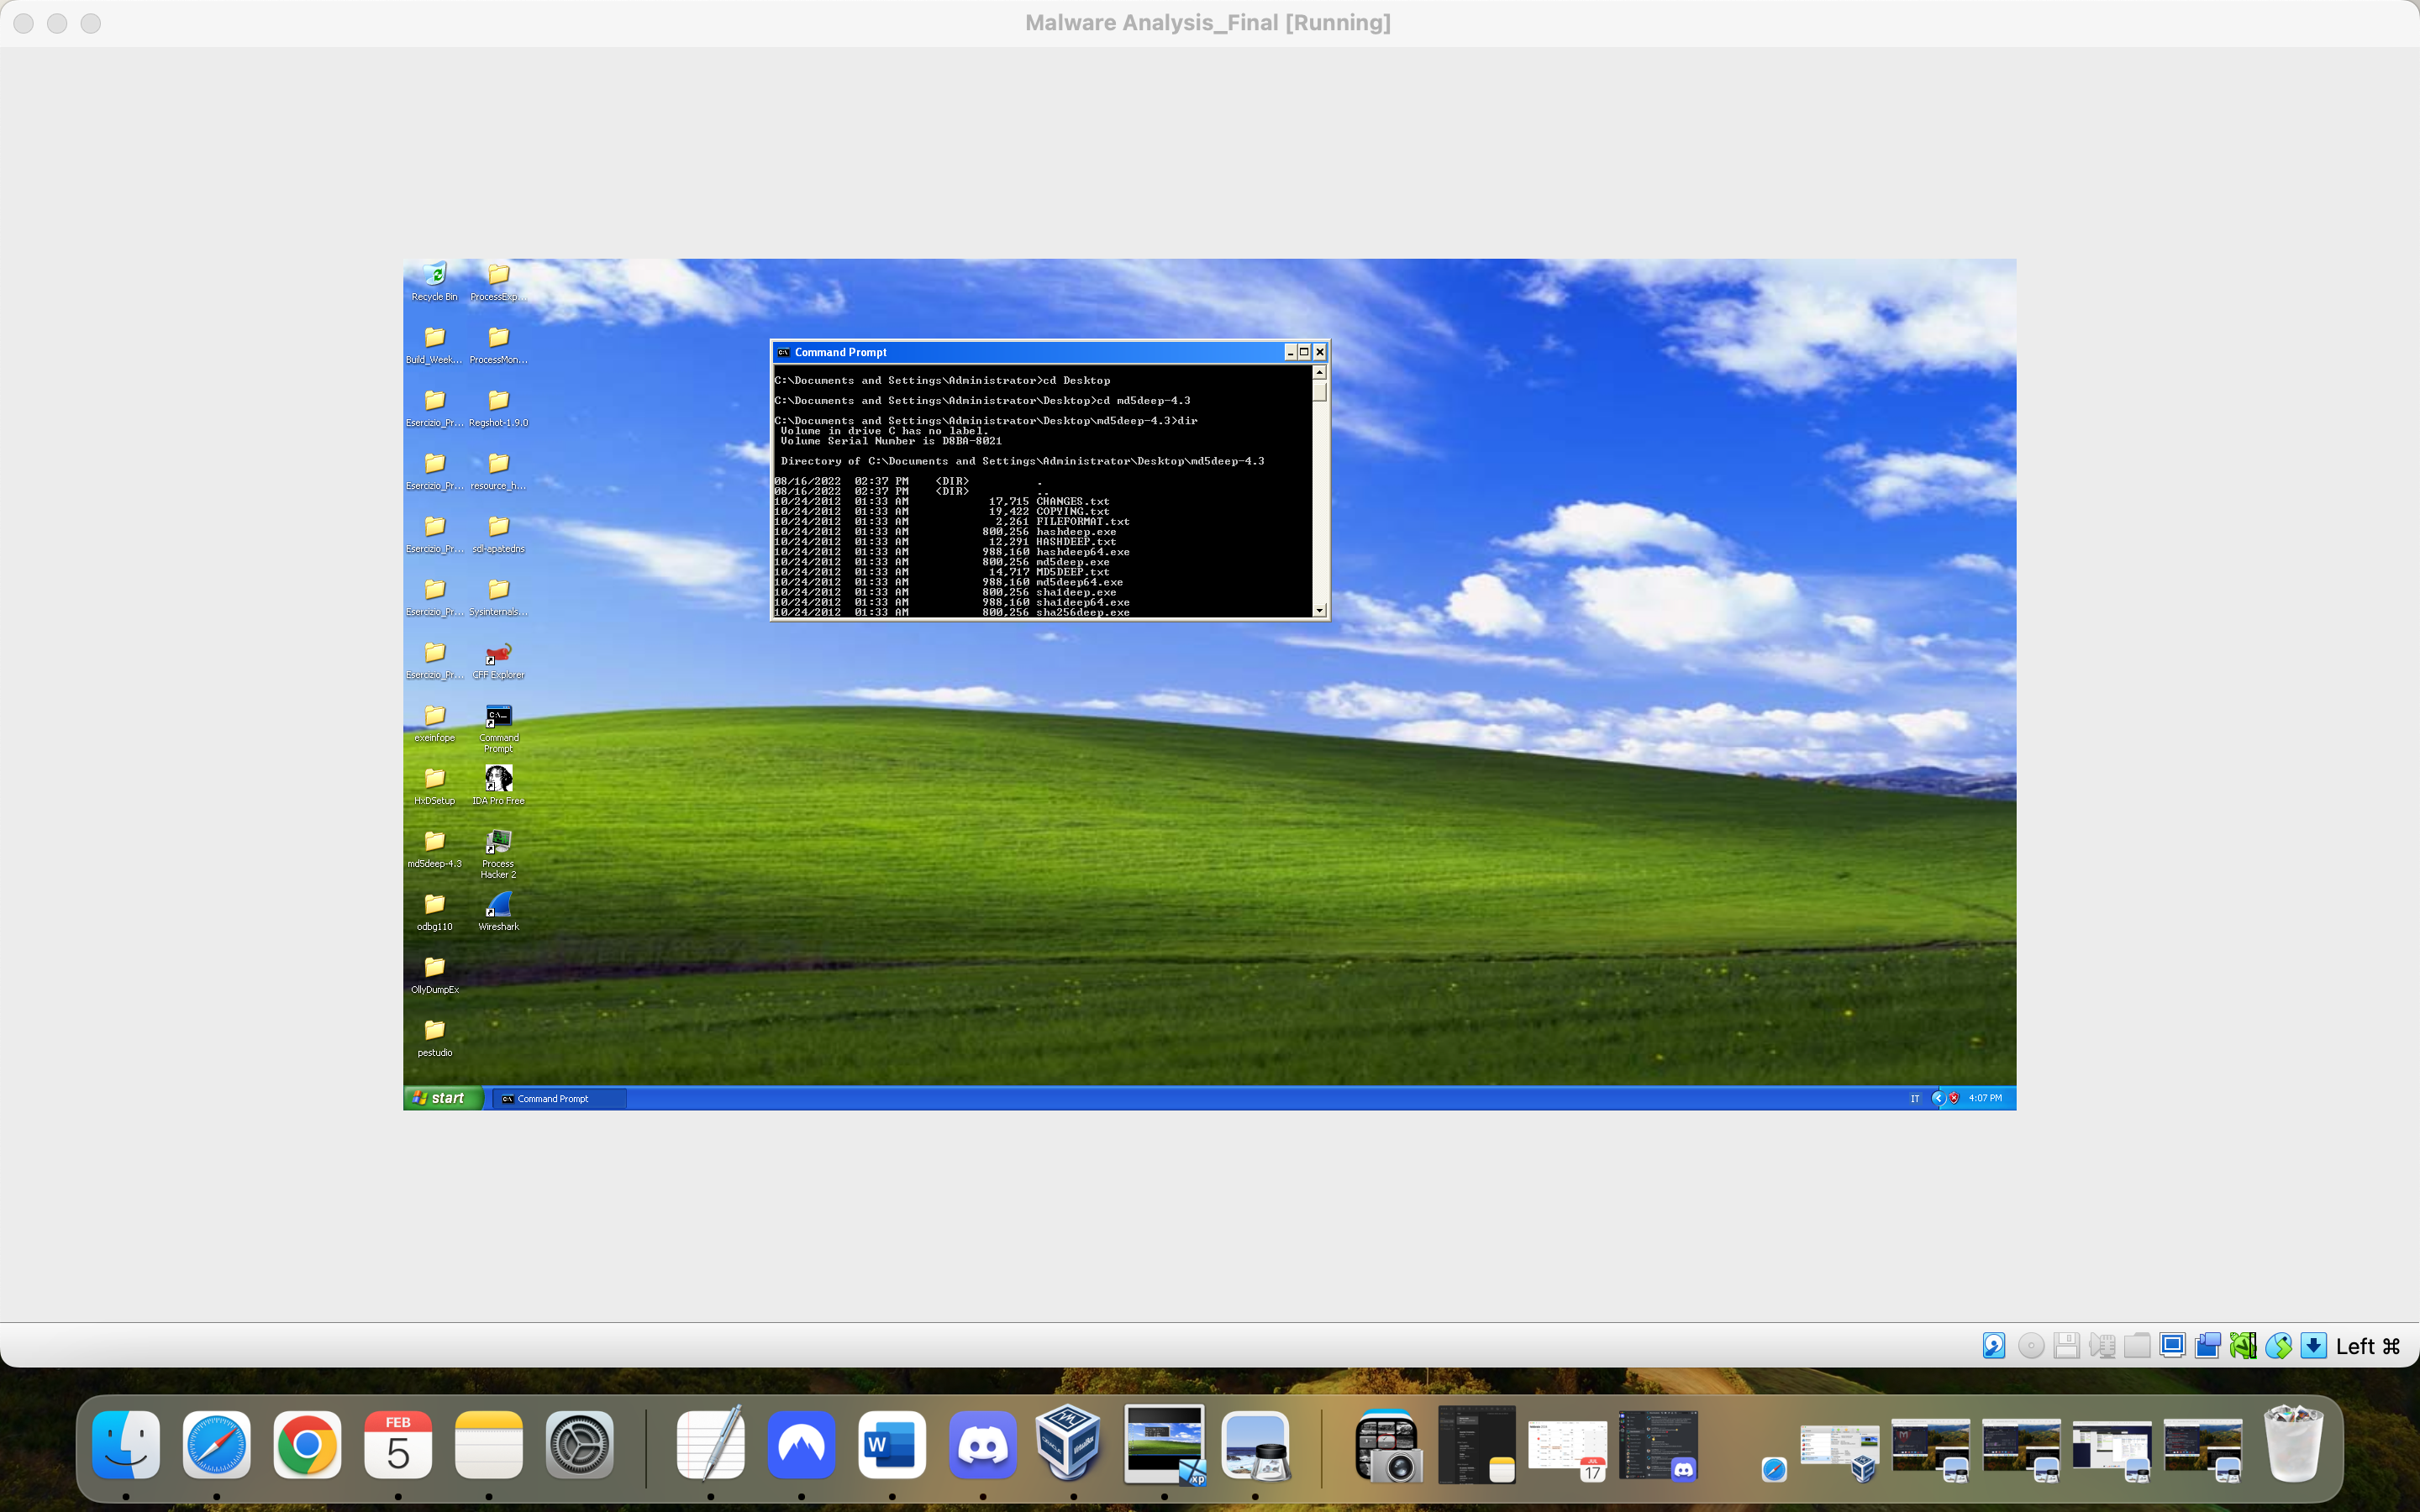 Malware Analysis_Final [Running]
Recycle Bin
ProcessExp...
Build_Week...
ProcessMon...
Esercizio_Pr...
Regshot-1.9.0
Esercizio_Pr...
resource_h...
Esercizio_Pr...
sdl-apatedns
Esercizio_Pr...
Sysinternals...
Esercizio_Pr...
CFF Explorer
exeinfope
Command
Prompt
HxDSetup
IDA Pro Free
md5deep-4.3
Process
Hacker 2
odbg110
Wireshark
OllyDumpEx
pestudio
Command Prompt
C:\Documents and Settings\Administrator>cd Desktop
C:\Documents and Settings\Administrator\Desktop>cd md5deep-4.3
C:\Documents and Settings\Administrator\Desktop\md5deep-4.3>dir
Volume in drive C has no label.
Volume Serial Number is D8BA-8021
Directory of C:\Documents and Settings\Administrator\Desktop\md5deep-4.3
08/16/2022 02:37 PM <DIR> .
08/16/2022 02:37 PM <DIR> ..
10/24/2012 01:33 AM 17,715 CHANGES.txt
10/24/2012 01:33 AM 19,422 COPYING.txt
10/24/2012 01:33 AM 2,261 FILEFORMAT.txt
10/24/2012 01:33 AM 800,256 hashdeep.exe
10/24/2012 01:33 AM 12,291 HASHDEEP.txt
10/24/2012 01:33 AM 988,160 hashdeep64.exe
10/24/2012 01:33 AM 800,256 md5deep.exe
10/24/2012 01:33 AM 14,717 MD5DEEP.txt
10/24/2012 01:33 AM 988,160 md5deep64.exe
10/24/2012 01:33 AM 800,256 sha1deep.exe
10/24/2012 01:33 AM 988,160 sha1deep64.exe
10/24/2012 01:33 AM 800,256 sha256deep.exe
start
Command Prompt
IT
4:07 PM
Left ⌘
FEB
5
W
xp
JUL
17